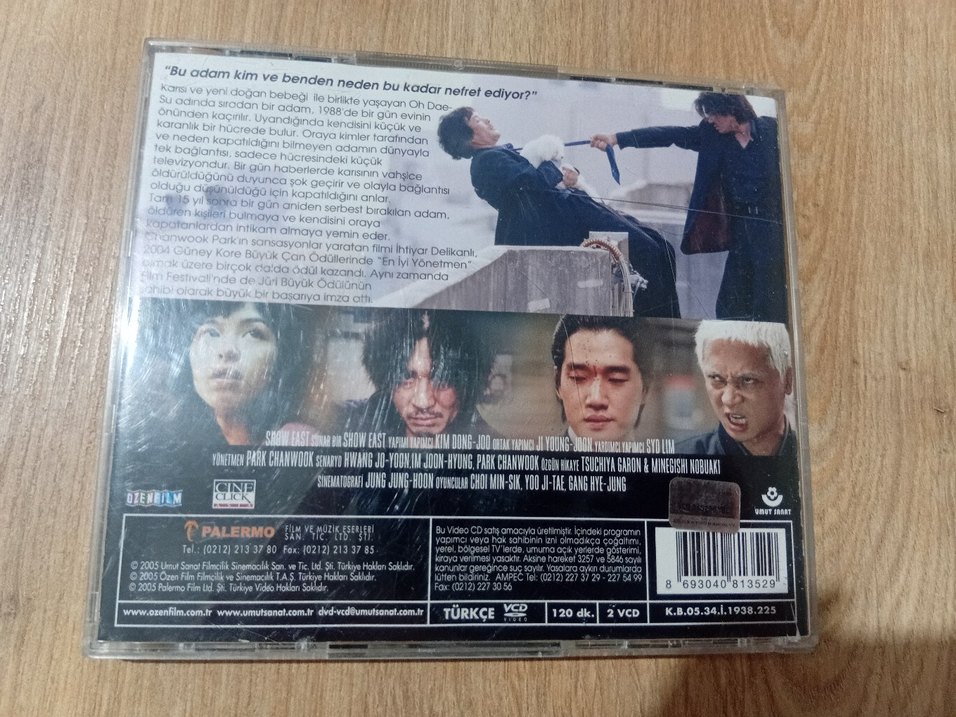 "Bu adam kim ve benden neden bu kadar nefret ediyor?"
Karısı ve yeni doğan bebeği ile birlikte yaşayan Oh Dae-
Su adında sıradan bir adam, 1988'de bir gün evinin
önünden kaçırılır. Uyandığında kendisini küçük ve
karanlık bir hücrede bulur. Oraya kimler tarafından
ve neden kapatıldığını bilmeyen adamın dünyayla
tek bağlantısı, sadece hücresindeki küçük
televizyondur. Bir gün haberlerde karısının vahşice
öldürüldüğünü duyunca şok geçirir ve olayla bağlantısı
olduğu düşünüldüğü için kapatıldığını anlar.
Tam 15 yıl sonra bir gün aniden serbest bırakılan adam,
öldüren kişileri bulmaya ve kendisini oraya
kapatanlardan intikam almaya yemin eder.
Chanwook Park'ın sansasyonlar yaratan filmi İhtiyar Delikanlı,
2004 Güney Kore Büyük Çan Ödüllerinde "En İyi Yönetmen"
olmak üzere birçok dalda ödül kazandı. Aynı zamanda
Film Festivali'nde de Jüri Büyük Ödülünün
sahibi olarak büyük bir başarıya imza attı.
SHOW EAST SUNAR BİR SHOW EAST YAPIMI YAPIMCI KIM DONG-JOO ORTAK YAPIMCI JI YOUNG-JOON YARDIMCI YAPIMCI SYD LIM
YÖNETMEN PARK CHANWOOK SENARYO HWANG JO-YOON, IM JOON-HYUNG, PARK CHANWOOK ÖZGÜN HİKAYE TSUCHIYA GARON & MINEGISHI NOBUAKI
SİNEMATOGRAFİ JUNG JUNG-HOON OYUNCULAR CHOI MIN-SIK, YOO JI-TAE, GANG HYE-JUNG
ÖZENFİLM
CINE
CLICK
UMUT SANAT
PALERMO FİLM VE MÜZİK ESERLERİ
SAN. TİC. LTD. ŞTİ.
Tel.: (0212) 213 37 80 Fax: (0212) 213 37 85
© 2005 Umut Sanat Filmcilik Sinemacılık San. ve Tic. Ltd. Şti. Türkiye Hakları Saklıdır.
© 2005 Özen Film Filmcilik ve Sinemacılık T.A.Ş. Türkiye Hakları Saklıdır.
© 2005 Palermo Film Ltd. Şti. Türkiye Video Hakları Saklıdır.
Bu Video CD satış amacıyla üretilmiştir. İçindeki programın
yapımcı veya hak sahibinin izni olmadıkça çoğaltımı,
yerel, bölgesel TV'lerde, umuma açık yerlerde gösterimi,
kiraya verilmesi yasaktır. Aksine hareket 3257 ve 5846 sayılı
kanunlar gereğince suç sayılır. Yasalara aykırı durumlarda
lütfen bildiriniz. AMPEC Tel: (0212) 227 37 29 - 227 54 99
Fax: (0212) 227 30 56
8 693040 813529
www.ozenfilm.com.tr www.umutsanat.com.tr dvd-vcd@umutsanat.com.tr
TÜRKÇE VCD VIDEO 120 dk. 2 VCD K.B.05.34.İ.1938.225